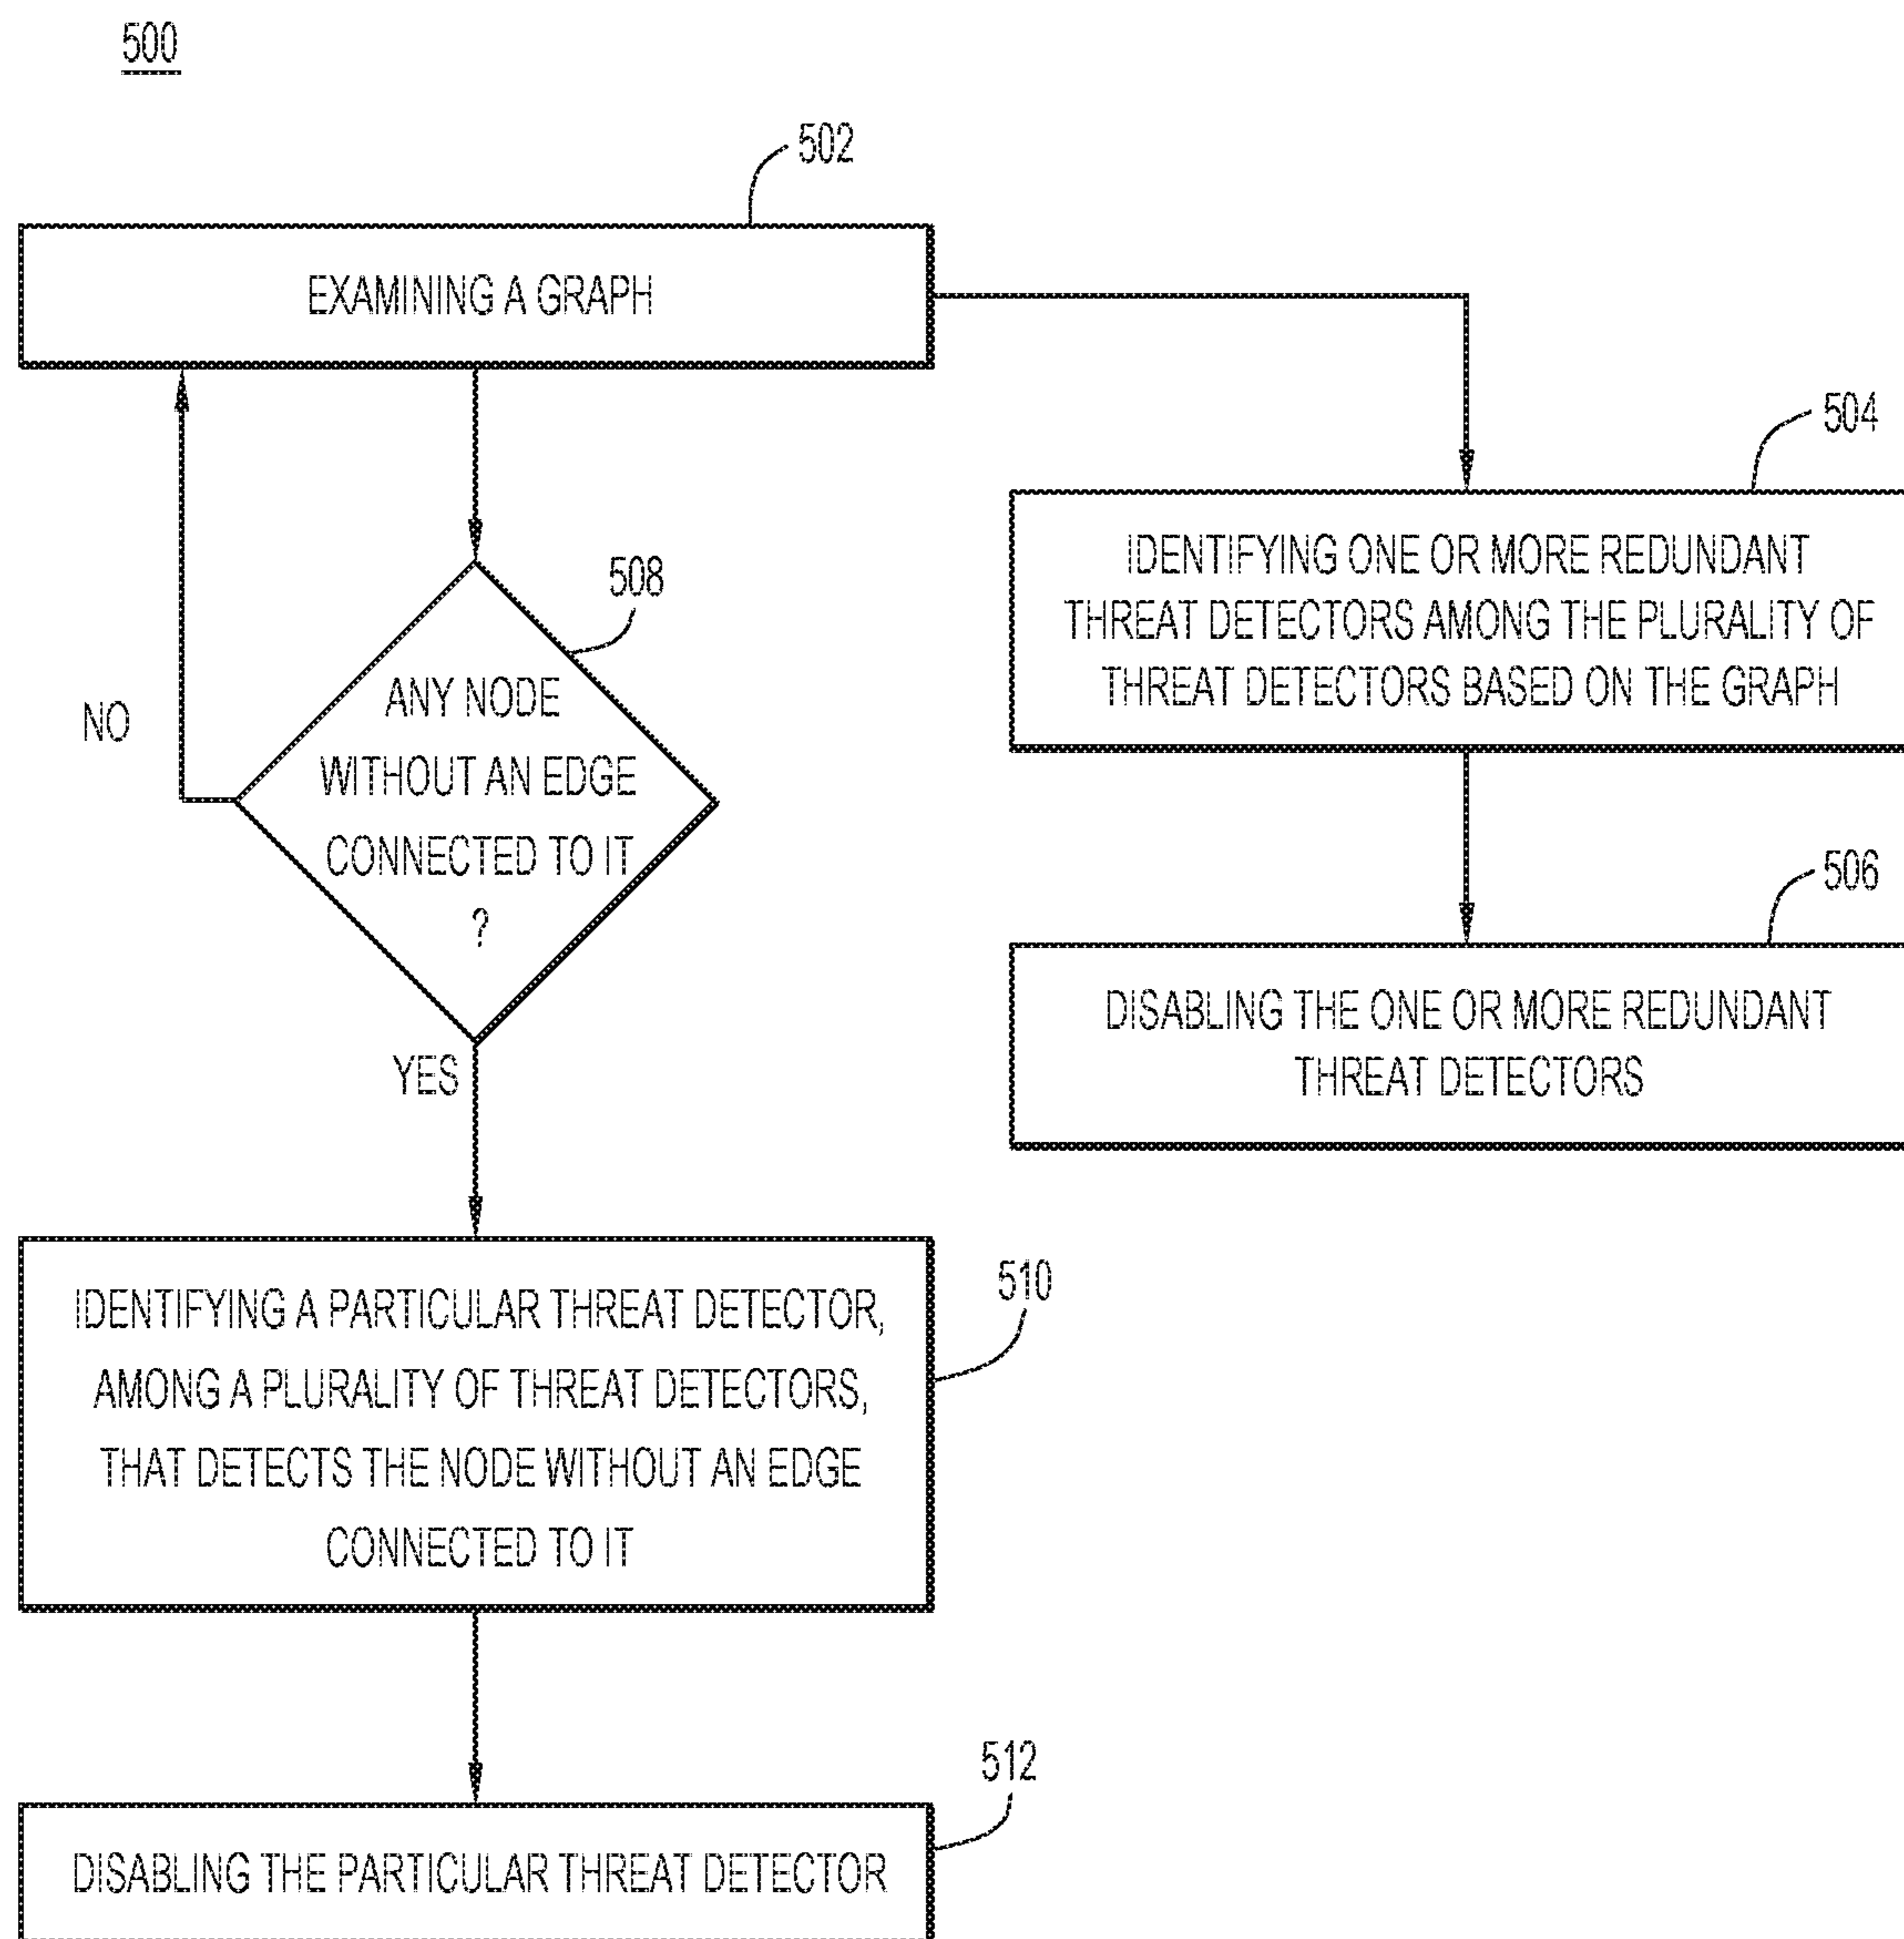 500
502
EXAMINING A GRAPH
504
IDENTIFYING ONE OR MORE REDUNDANT
THREAT DETECTORS AMONG THE PLURALITY OF
THREAT DETECTORS BASED ON THE GRAPH
506
DISABLING THE ONE OR MORE REDUNDANT
THREAT DETECTORS
508
ANY NODE
WITHOUT AN EDGE
CONNECTED TO IT
?
NO
YES
510
IDENTIFYING A PARTICULAR THREAT DETECTOR,
AMONG A PLURALITY OF THREAT DETECTORS,
THAT DETECTS THE NODE WITHOUT AN EDGE
CONNECTED TO IT
512
DISABLING THE PARTICULAR THREAT DETECTOR